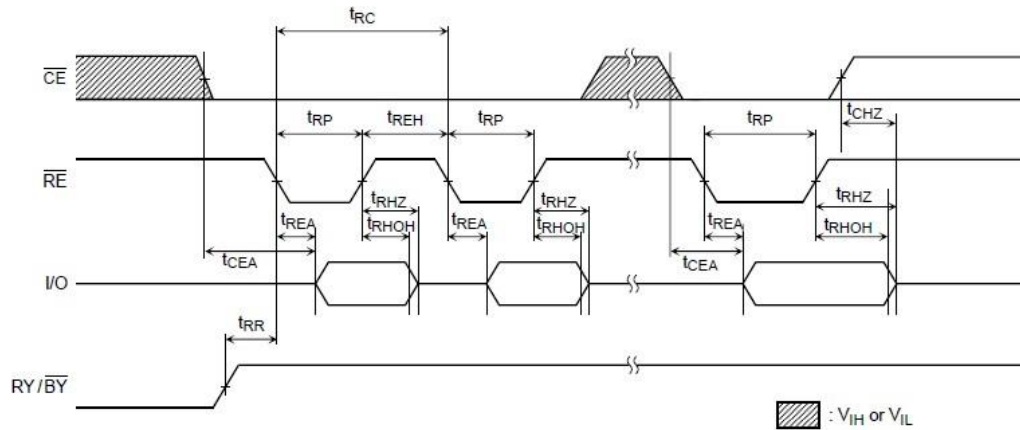 tRC
CE
tRP tREH tRP tRP tCHZ
RE
tREA tRHZ tREA tRHZ tREA tRHZ
tRHOH tRHOH tRHOH
tCEA tCEA
I/O
tRR
RY/BY
: VIH or VIL